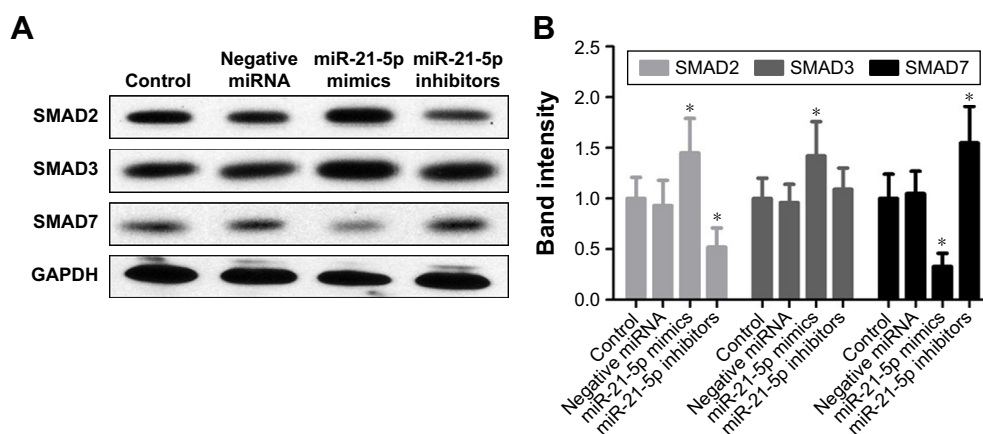 A
Control
Negative
miRNA
miR-21-5p
mimics
miR-21-5p
inhibitors
SMAD2
SMAD3
SMAD7
GAPDH
B
SMAD2 SMAD3 SMAD7
Band intensity
2.5
2.0
1.5
1.0
0.5
0.0
* * * * *
Control
Negative miRNA
miR-21-5p mimics
miR-21-5p inhibitors
Control
Negative miRNA
miR-21-5p mimics
miR-21-5p inhibitors
Control
Negative miRNA
miR-21-5p mimics
miR-21-5p inhibitors